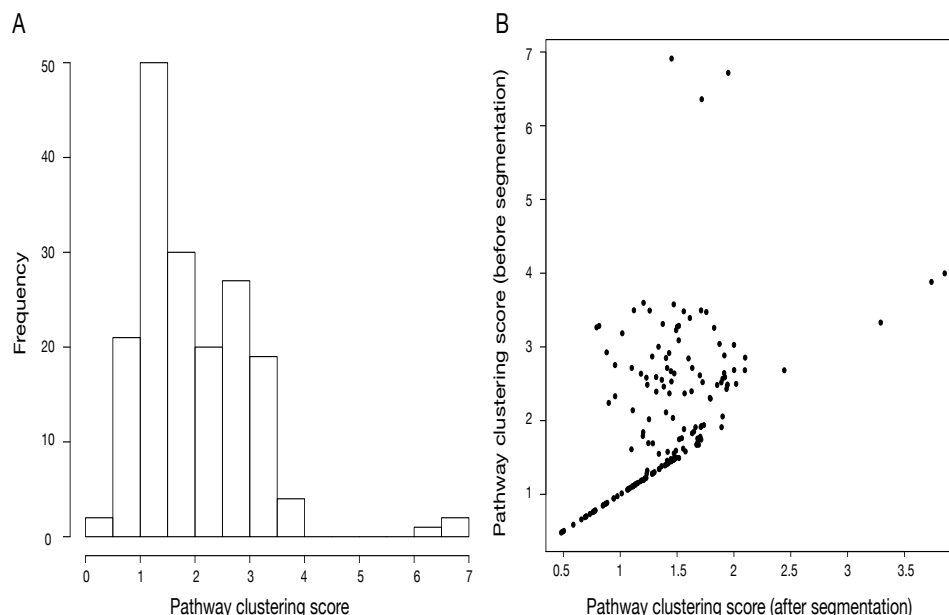 A
B
50
40
30
20
10
0
Frequency
0 1 2 3 4 5 6 7
Pathway clustering score
7
6
5
4
3
2
1
Pathway clustering score (before segmentation)
0.5 1 1.5 2 2.5 3 3.5
Pathway clustering score (after segmentation)